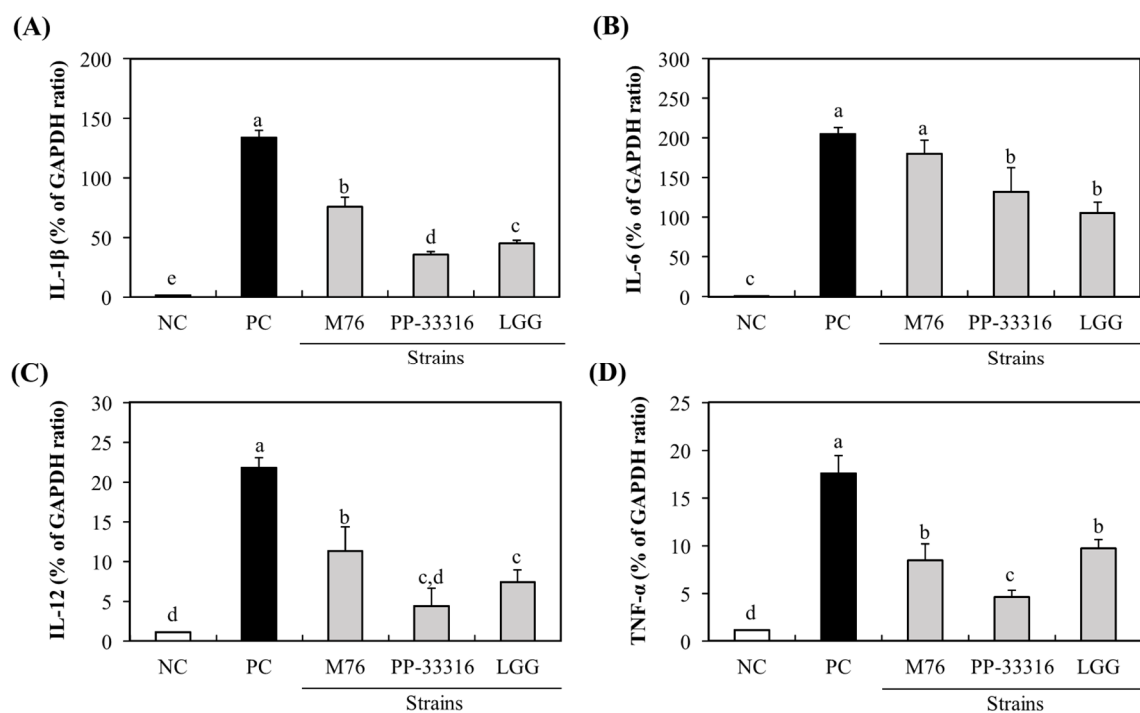 (A)
IL-1β (% of GAPDH ratio)
200
150
100
50
0
e
a
b
d
c
NC PC M76 PP-33316 LGG
Strains
(B)
IL-6 (% of GAPDH ratio)
300
250
200
150
100
50
0
c
a
a
b
b
NC PC M76 PP-33316 LGG
Strains
(C)
IL-12 (% of GAPDH ratio)
30
25
20
15
10
5
0
d
a
b
c,d
c
NC PC M76 PP-33316 LGG
Strains
(D)
TNF-α (% of GAPDH ratio)
25
20
15
10
5
0
d
a
b
c
b
NC PC M76 PP-33316 LGG
Strains